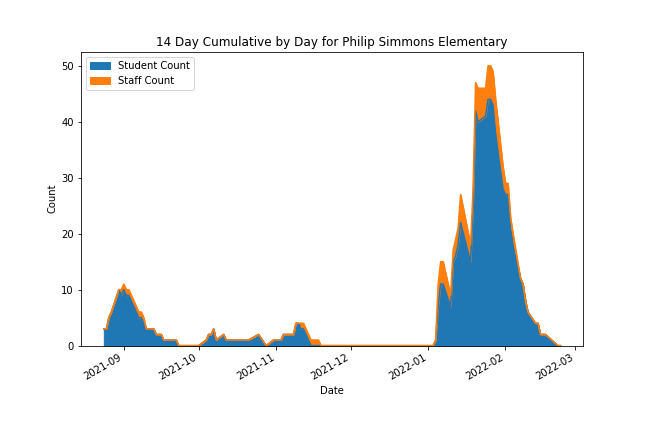 14 Day Cumulative by Day for Philip Simmons Elementary
Student Count
Staff Count
50
40
30
20
10
0
Count
2021-09
2021-10
2021-11
2021-12
2022-01
2022-02
2022-03
Date